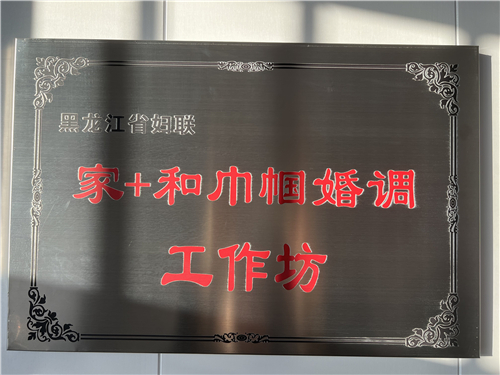 黑龙江省妇联
家+和巾帼婚调
工作坊